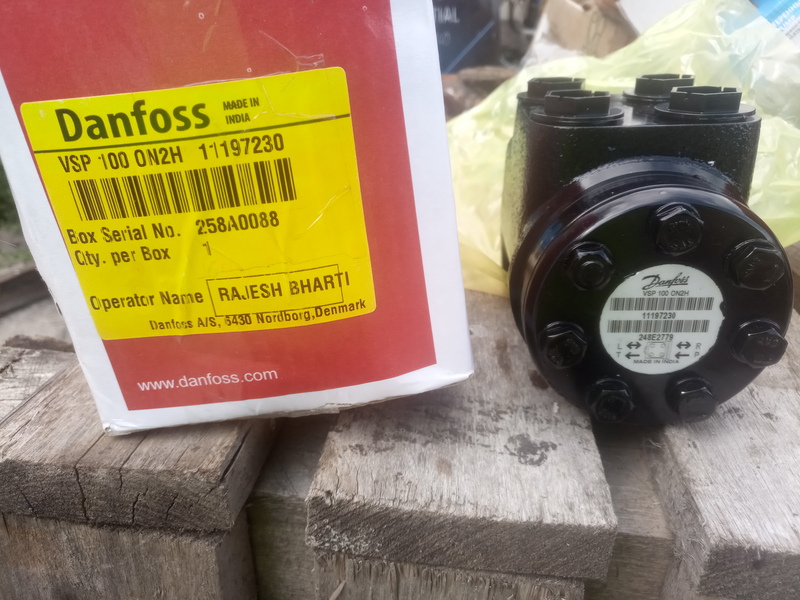 Danfoss MADE IN INDIA
VSP 100 ON2H 11197230
Box Serial No. 258A0088
Qty. per Box 1
Operator Name RAJESH BHARTI
Danfoss A/S, 6430 Nordborg,Denmark
www.danfoss.com
Danfoss
VSP 100 ON2H
11197230
248E2779
L R
T P
MADE IN INDIA